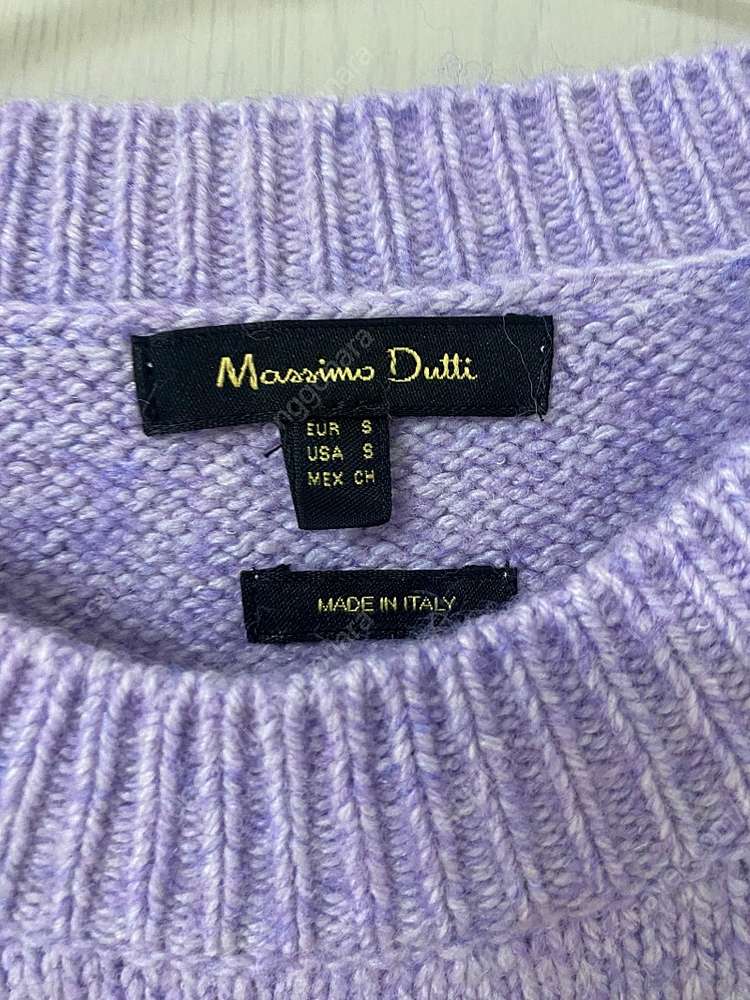 Massimo Dutti
EUR S
USA S
MEX CH
MADE IN ITALY